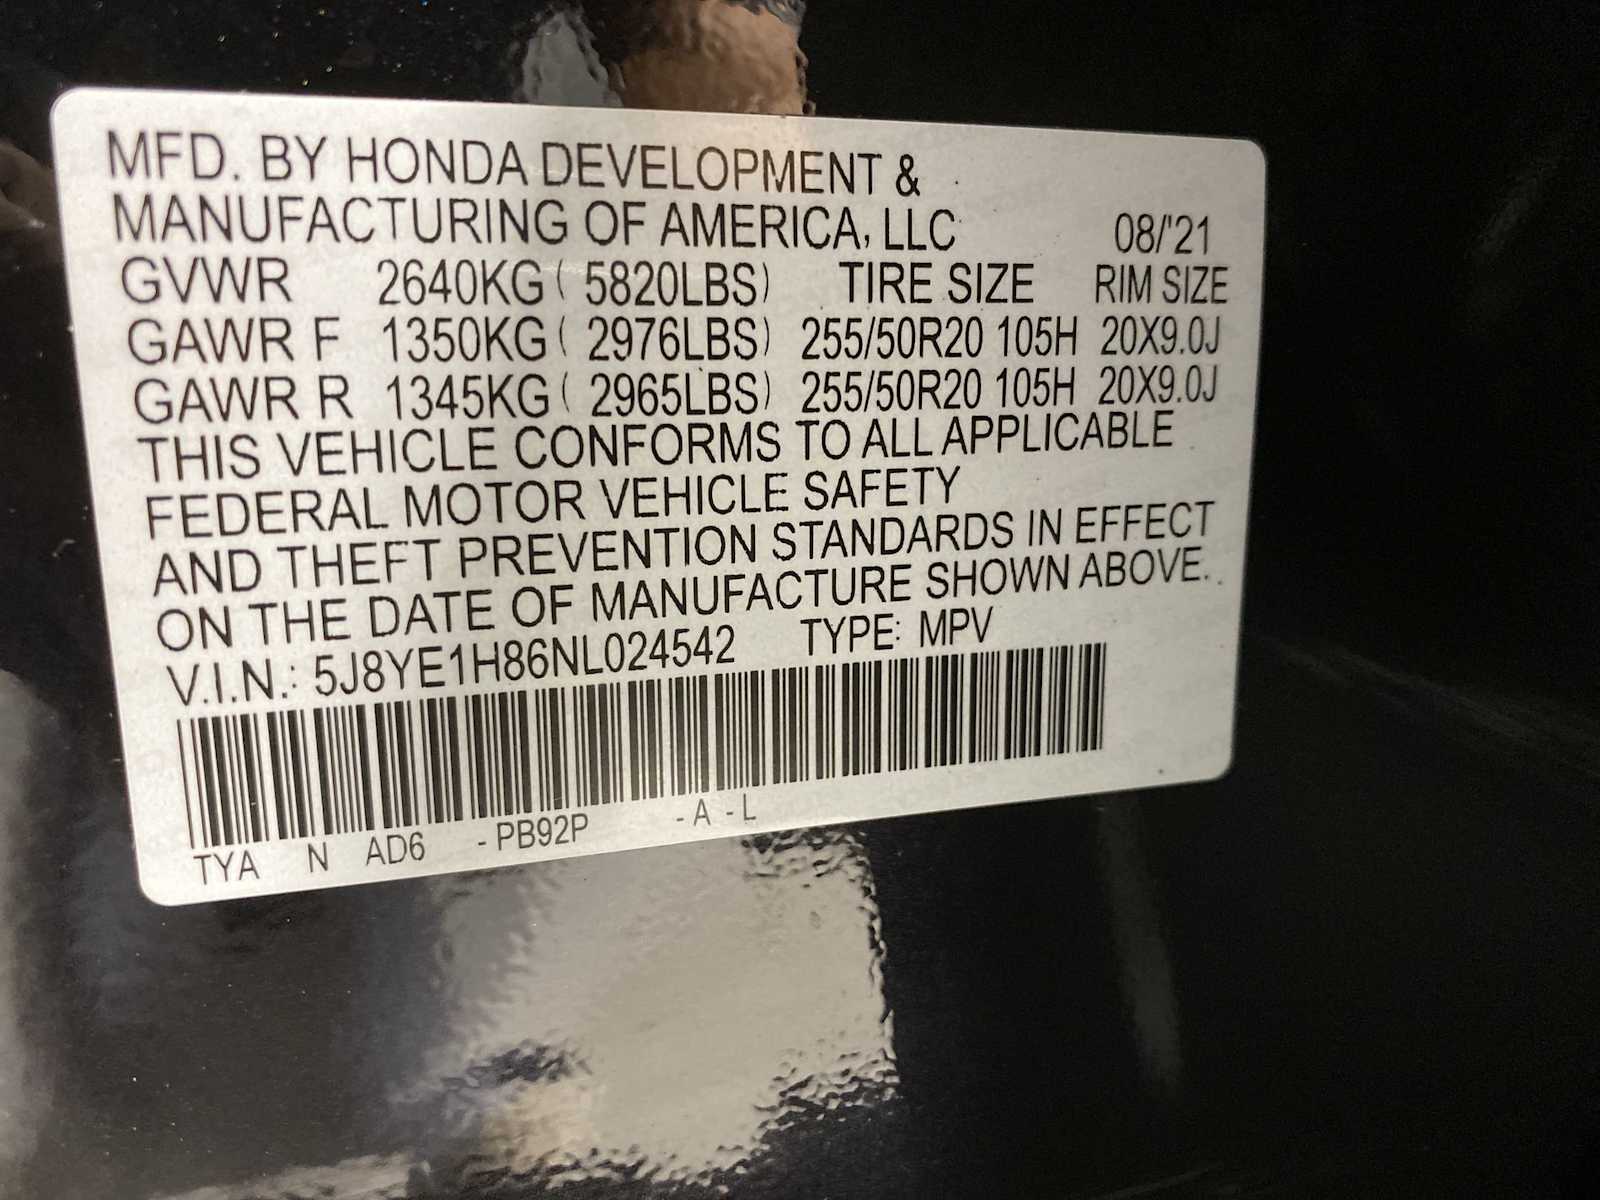 MFD. BY HONDA DEVELOPMENT &
MANUFACTURING OF AMERICA, LLC 08/'21
GVWR 2640KG ( 5820LBS) TIRE SIZE RIM SIZE
GAWR F 1350KG ( 2976LBS) 255/50R20 105H 20X9.0J
GAWR R 1345KG ( 2965LBS) 255/50R20 105H 20X9.0J
THIS VEHICLE CONFORMS TO ALL APPLICABLE
FEDERAL MOTOR VEHICLE SAFETY
AND THEFT PREVENTION STANDARDS IN EFFECT
ON THE DATE OF MANUFACTURE SHOWN ABOVE.
V.I.N.: 5J8YE1H86NL024542 TYPE: MPV
TYA N AD6 -PB92P -A -L